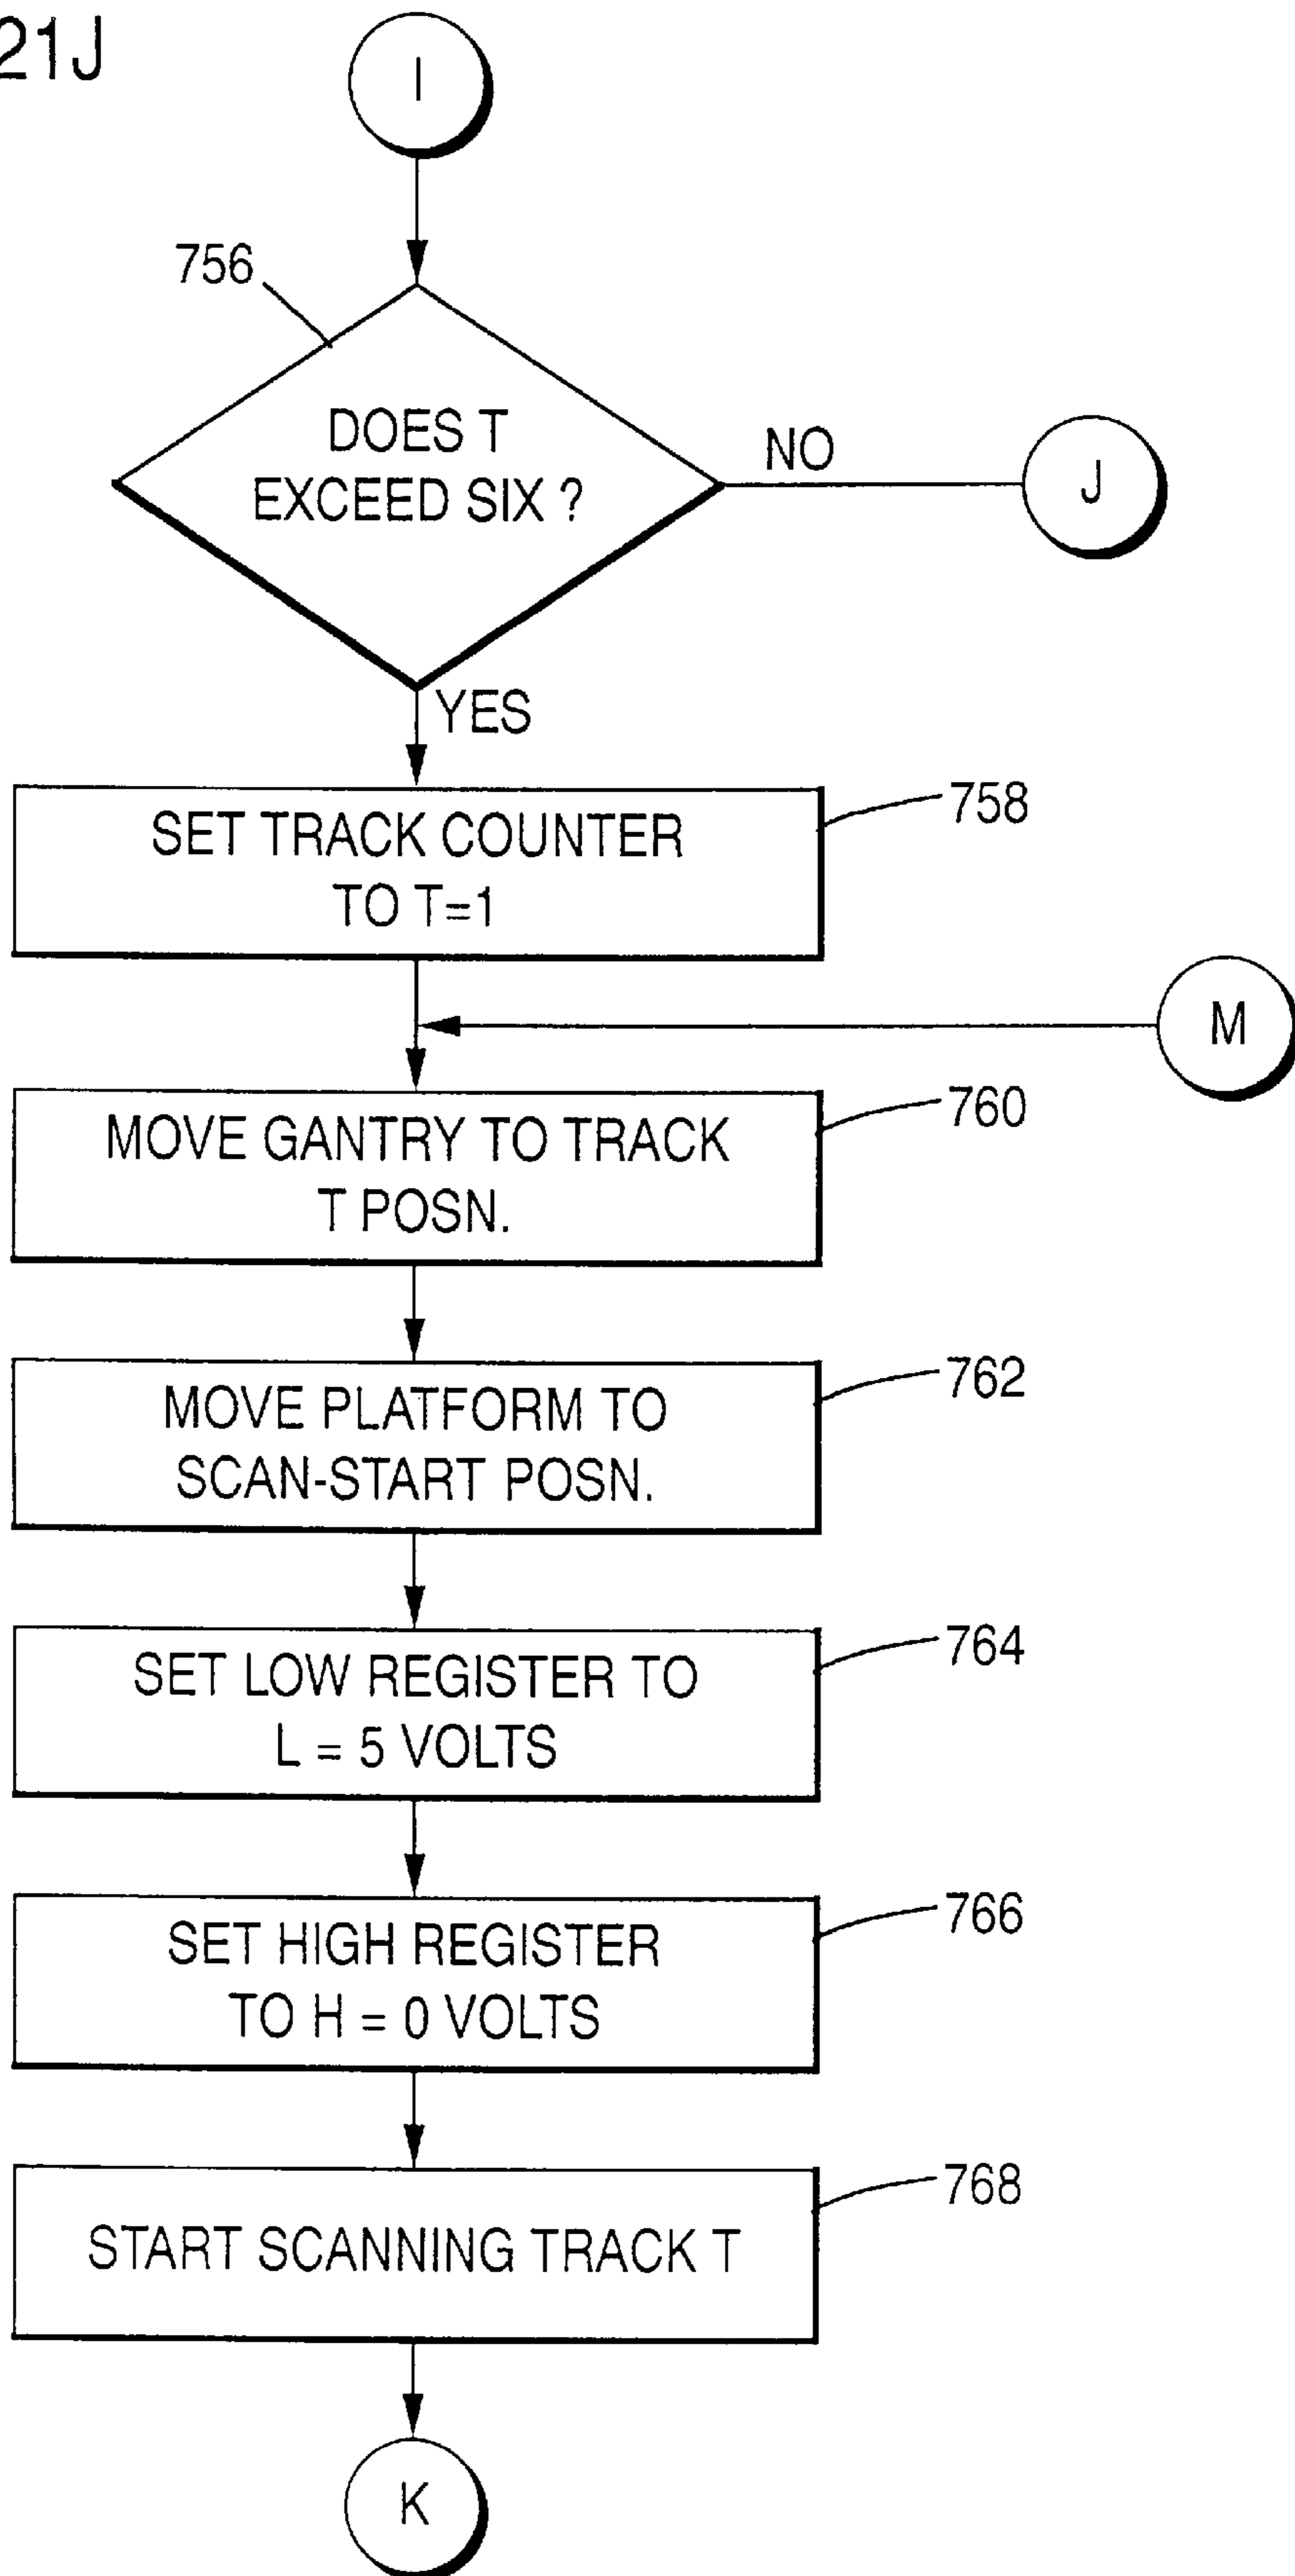 21J
I
756
DOES T
EXCEED SIX ?
NO
J
YES
SET TRACK COUNTER
TO T=1
758
M
MOVE GANTRY TO TRACK
T POSN.
760
MOVE PLATFORM TO
SCAN-START POSN.
762
SET LOW REGISTER TO
L = 5 VOLTS
764
SET HIGH REGISTER
TO H = 0 VOLTS
766
START SCANNING TRACK T
768
K